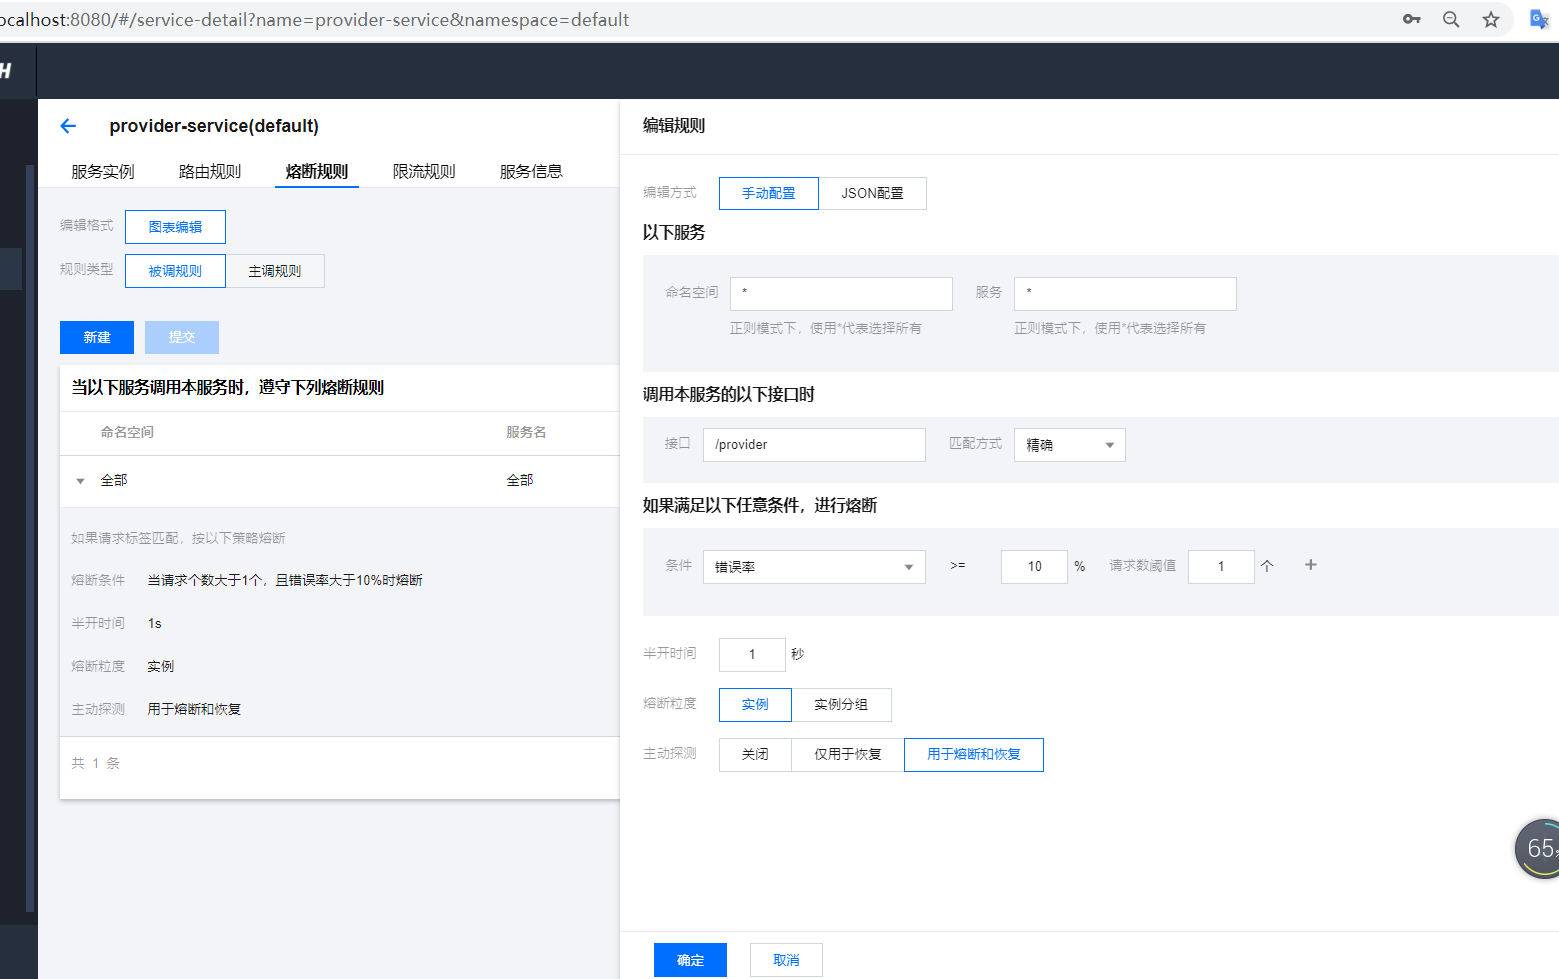 ocalhost:8080/#/service-detail?name=provider-service&namespace=default
H
provider-service(default)
服务实例 路由规则 熔断规则 限流规则 服务信息
编辑格式 图表编辑
规则类型 被调规则 主调规则
新建 提交
当以下服务调用本服务时，遵守下列熔断规则
命名空间 服务名
全部 全部
如果请求标签匹配，按以下策略熔断
熔断条件 当请求个数大于1个，且错误率大于10%时熔断
半开时间 1s
熔断粒度 实例
主动探测 用于熔断和恢复
共 1 条
编辑规则
编辑方式 手动配置 JSON配置
以下服务
命名空间 * 服务 *
正则模式下，使用*代表选择所有 正则模式下，使用*代表选择所有
调用本服务的以下接口时
接口 /provider 匹配方式 精确
如果满足以下任意条件，进行熔断
条件 错误率 >= 10 % 请求数阈值 1 个 +
半开时间 1 秒
熔断粒度 实例 实例分组
主动探测 关闭 仅用于恢复 用于熔断和恢复
65%
确定 取消